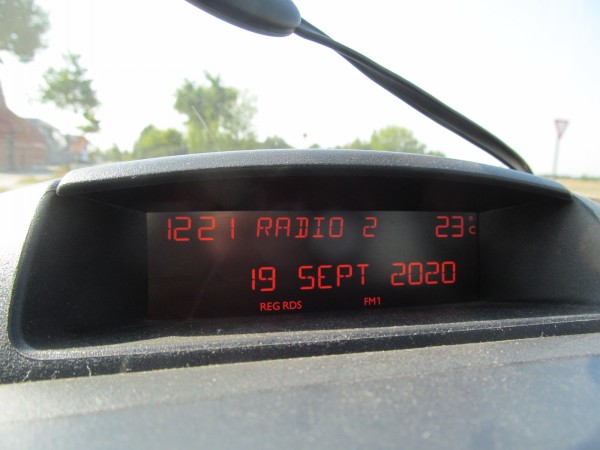 1221 RADIO 2 23°C
19 SEPT 2020
REG RDS FM1